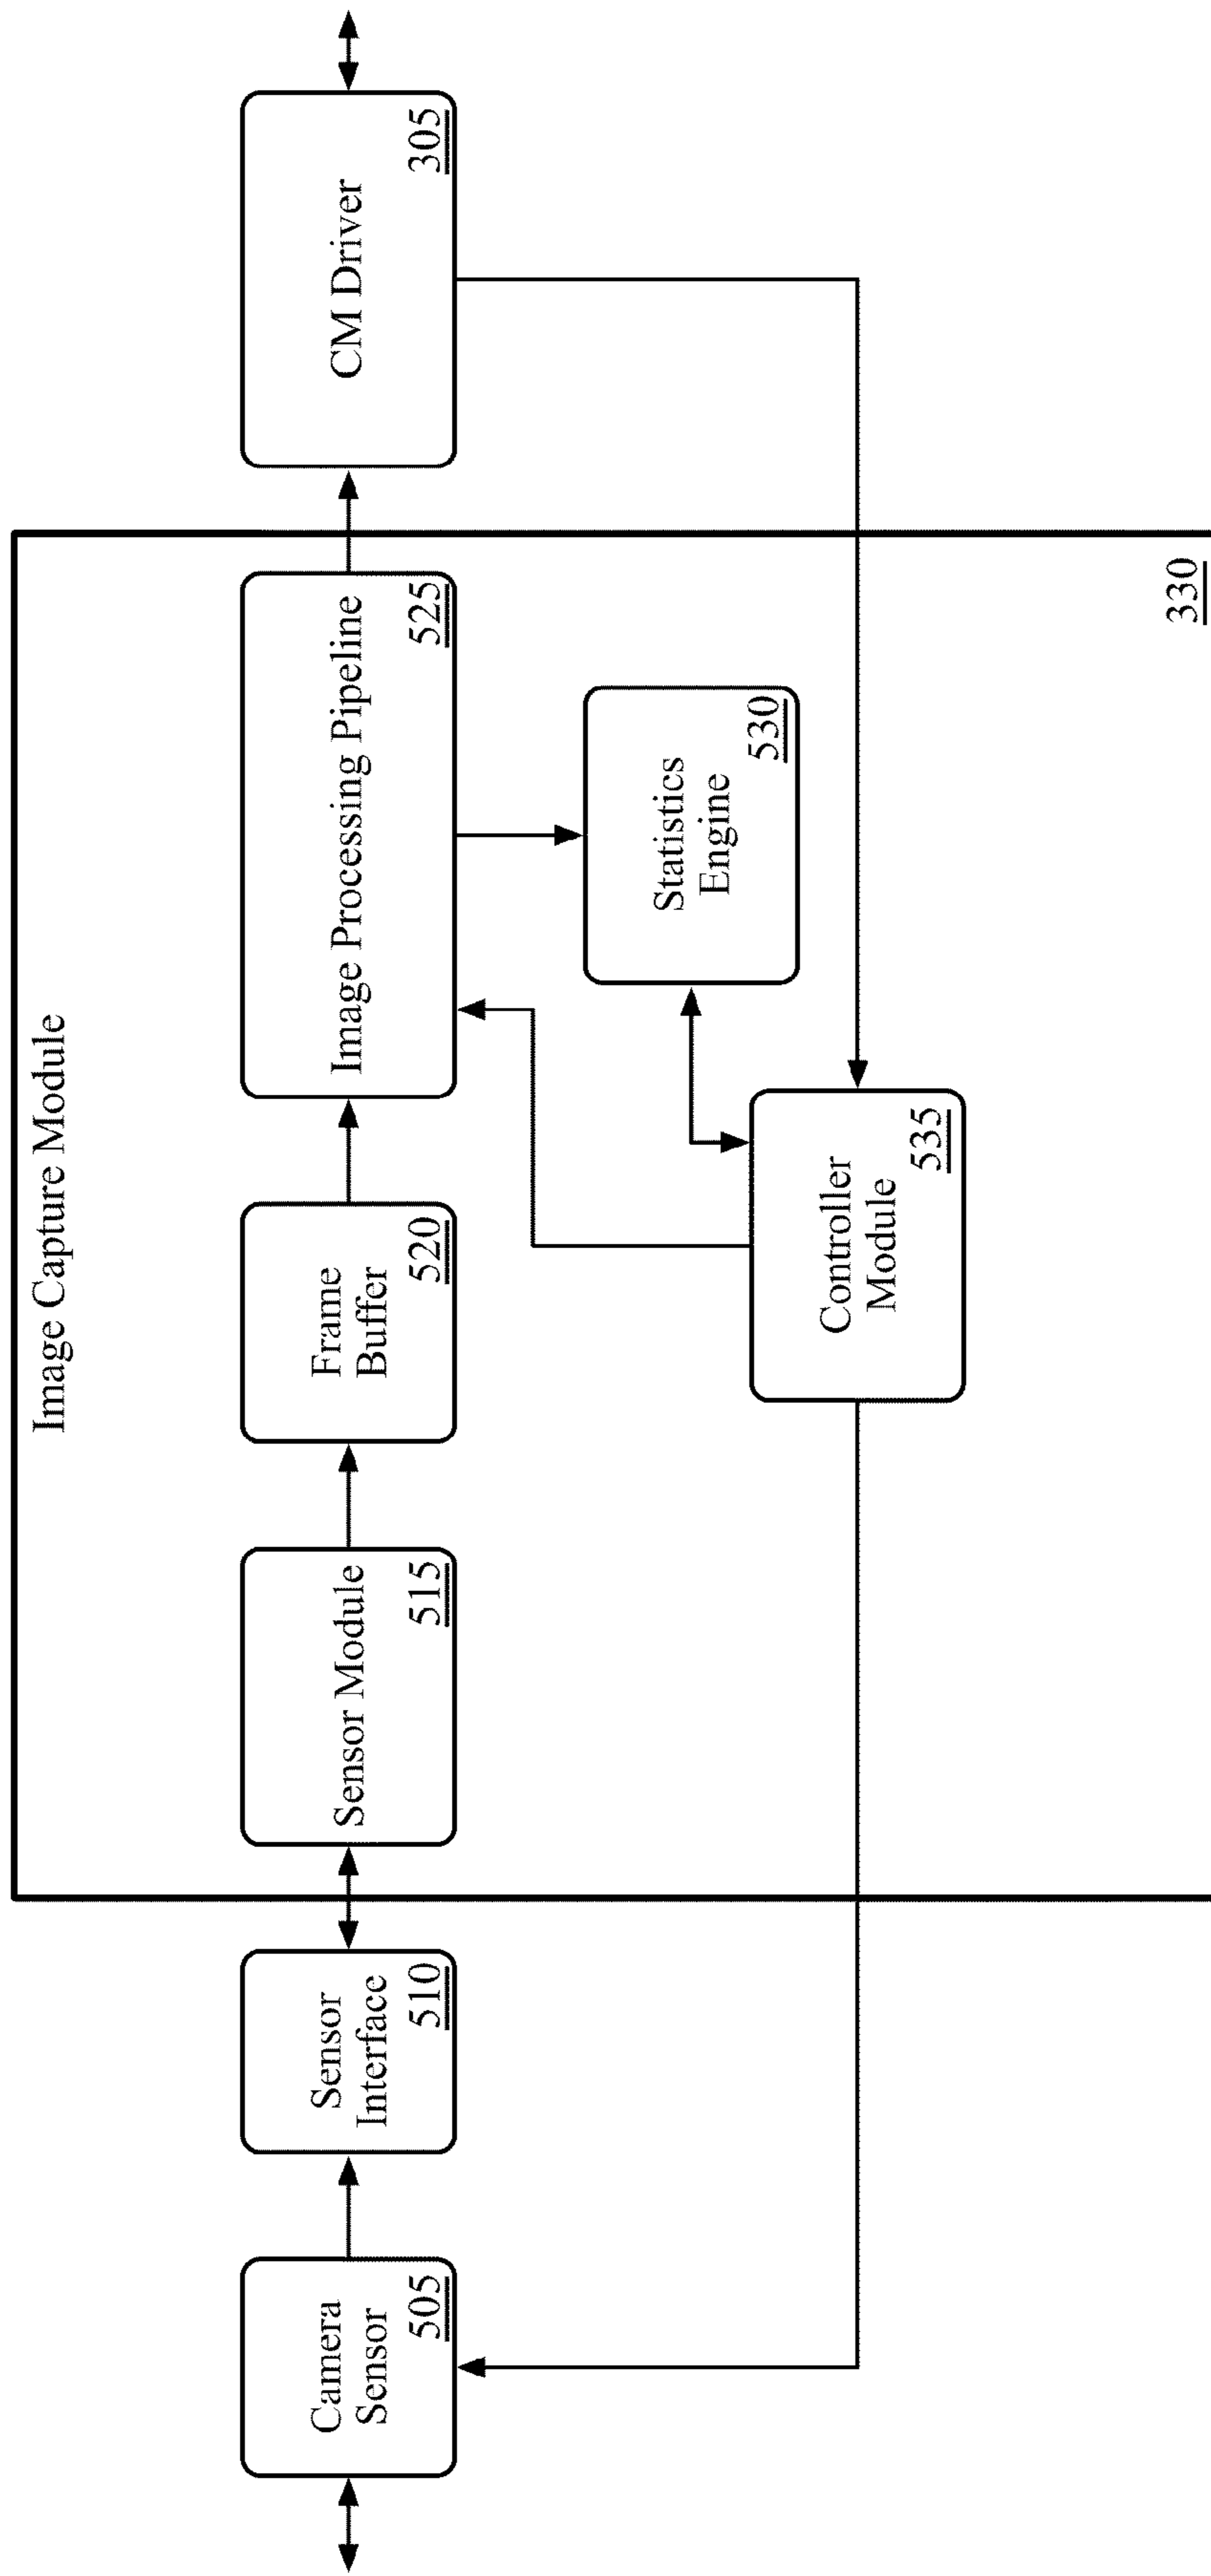 Image Capture Module
Camera
Sensor
505
Sensor
Interface
510
Sensor Module
515
Frame
Buffer
520
Image Processing Pipeline
525
CM Driver
305
Statistics
Engine
530
Controller
Module
535
330